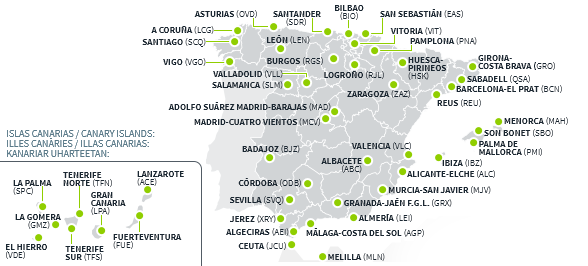 ASTURIAS (OVD)
SANTANDER
(SDR)
BILBAO
(BIO)
SAN SEBASTIÁN (EAS)
A CORUÑA (LCG)
VITORIA (VIT)
SANTIAGO (SCQ)
LEÓN (LEN)
PAMPLONA (PNA)
VIGO (VGO)
BURGOS (RGS)
HUESCA-
PIRINEOS
(HSK)
GIRONA-
COSTA BRAVA (GRO)
VALLADOLID (VLL)
LOGROÑO (RJL)
SABADELL (QSA)
SALAMANCA (SLM)
ZARAGOZA (ZAZ)
BARCELONA-EL PRAT (BCN)
REUS (REU)
ADOLFO SUÁREZ MADRID-BARAJAS (MAD)
MADRID-CUATRO VIENTOS (MCV)
MENORCA (MAH)
SON BONET (SBO)
PALMA DE
MALLORCA (PMI)
ISLAS CANARIAS / CANARY ISLANDS:
ILLES CANÀRIES / ILLAS CANARIAS:
KANARIAR UHARTEETAN:
BADAJOZ (BJZ)
VALENCIA (VLC)
ALBACETE
(ABC)
IBIZA (IBZ)
ALICANTE-ELCHE (ALC)
CÓRDOBA (ODB)
MURCIA-SAN JAVIER (MJV)
SEVILLA (SVQ)
GRANADA-JAÉN F.G.L. (GRX)
JEREZ (XRY)
ALMERÍA (LEI)
ALGECIRAS (AEI)
MÁLAGA-COSTA DEL SOL (AGP)
CEUTA (JCU)
MELILLA (MLN)
LA PALMA
(SPC)
TENERIFE
NORTE (TFN)
LANZAROTE
(ACE)
GRAN
CANARIA
(LPA)
LA GOMERA
(GMZ)
EL HIERRO
(VDE)
TENERIFE
SUR (TFS)
FUERTEVENTURA
(FUE)